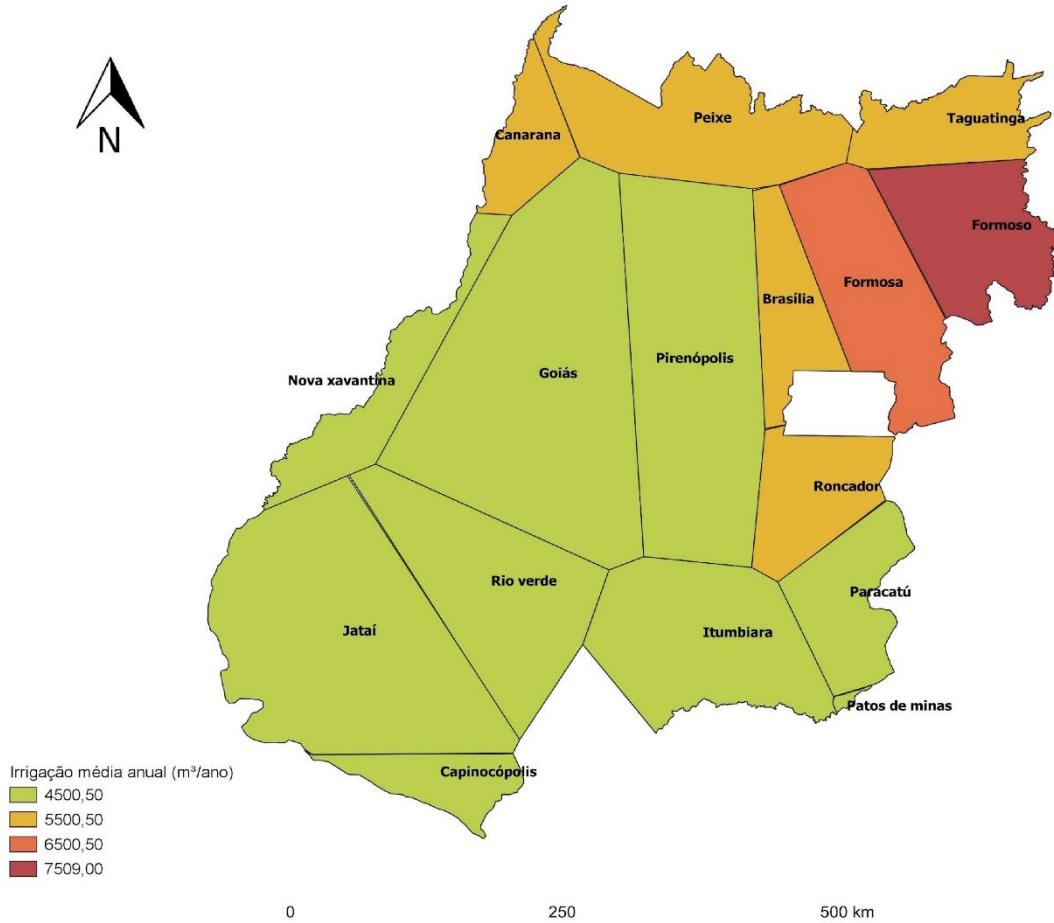 Peixe
Taguatinga
Canarana
N
Formoso
Formosa
Brasília
Pirenópolis
Goiás
Nova xavantina
Roncador
Rio verde
Paracatú
Jataí
Itumbiara
Patos de minas
Capinocópolis
Irrigação média anual (m³/ano)
4500,50
5500,50
6500,50
7509,00
0 250 500 km